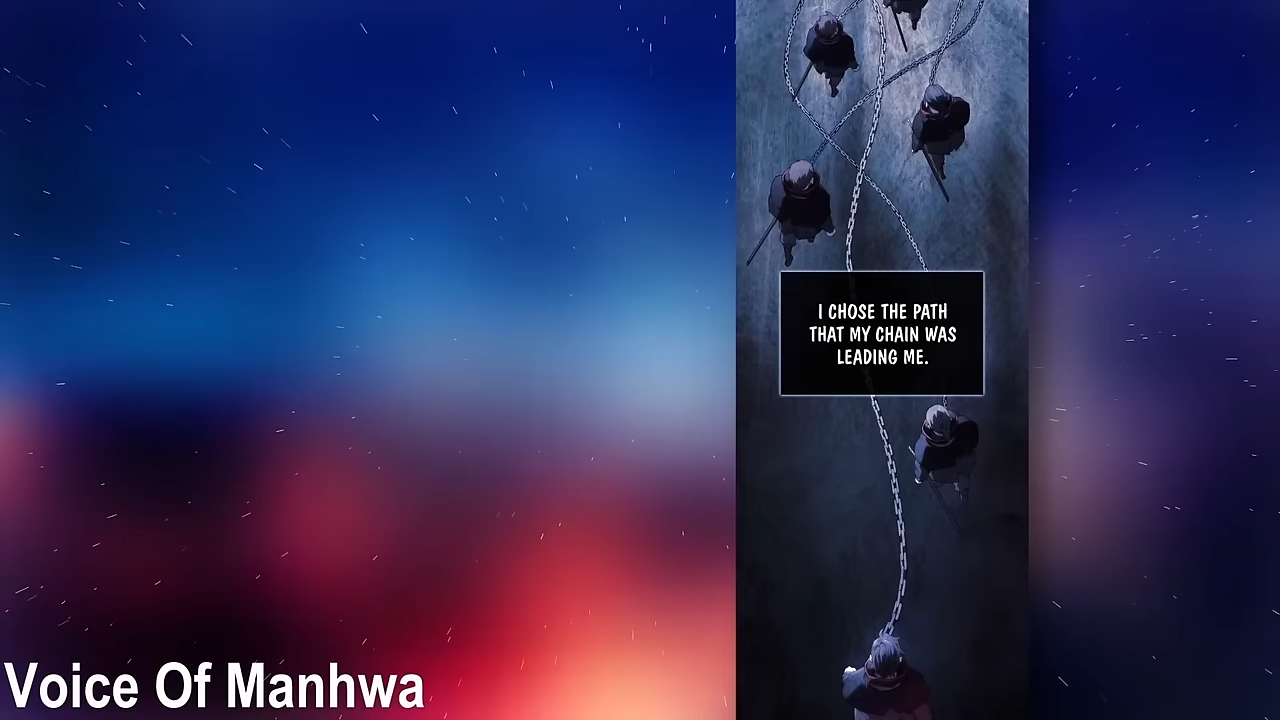 I CHOSE THE PATH
THAT MY CHAIN WAS
LEADING ME.
Voice Of Manhwa